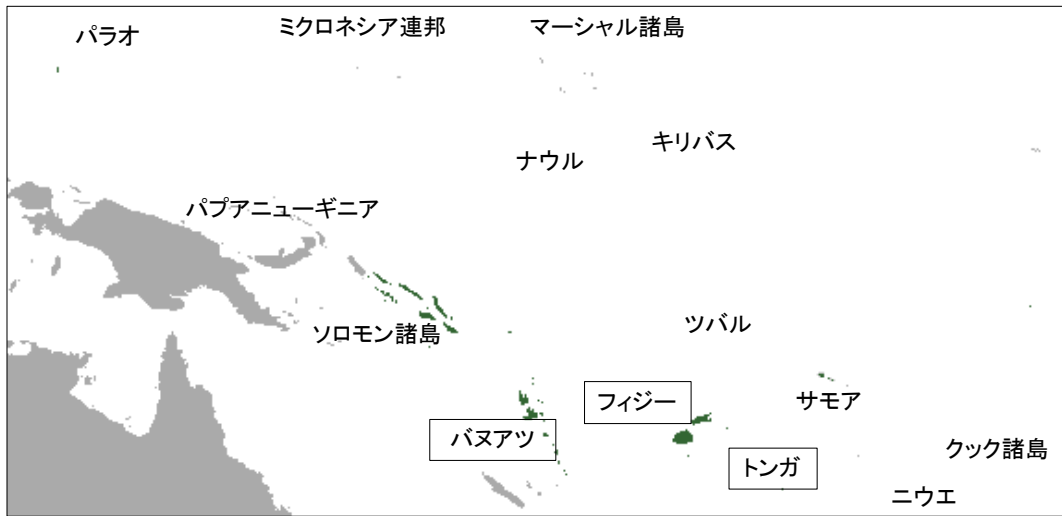 パラオ
ミクロネシア連邦
マーシャル諸島
ナウル
キリバス
パプアニューギニア
ソロモン諸島
ツバル
フィジー
サモア
バヌアツ
トンガ
クック諸島
ニウエ